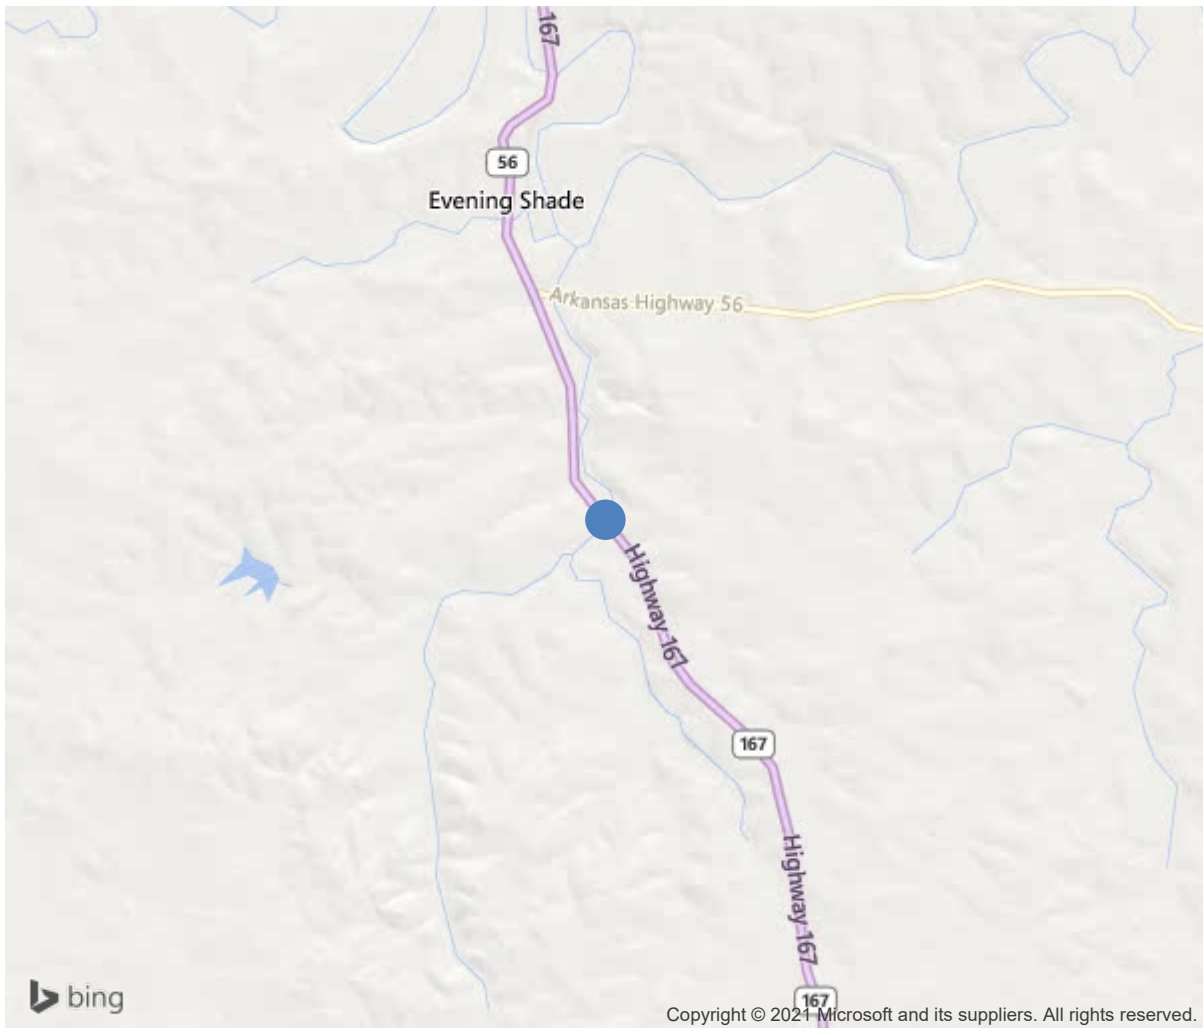 167
56
Evening Shade
Arkansas Highway 56
Highway 167
167
Highway 167
167
bing
Copyright © 2021 Microsoft and its suppliers. All rights reserved.